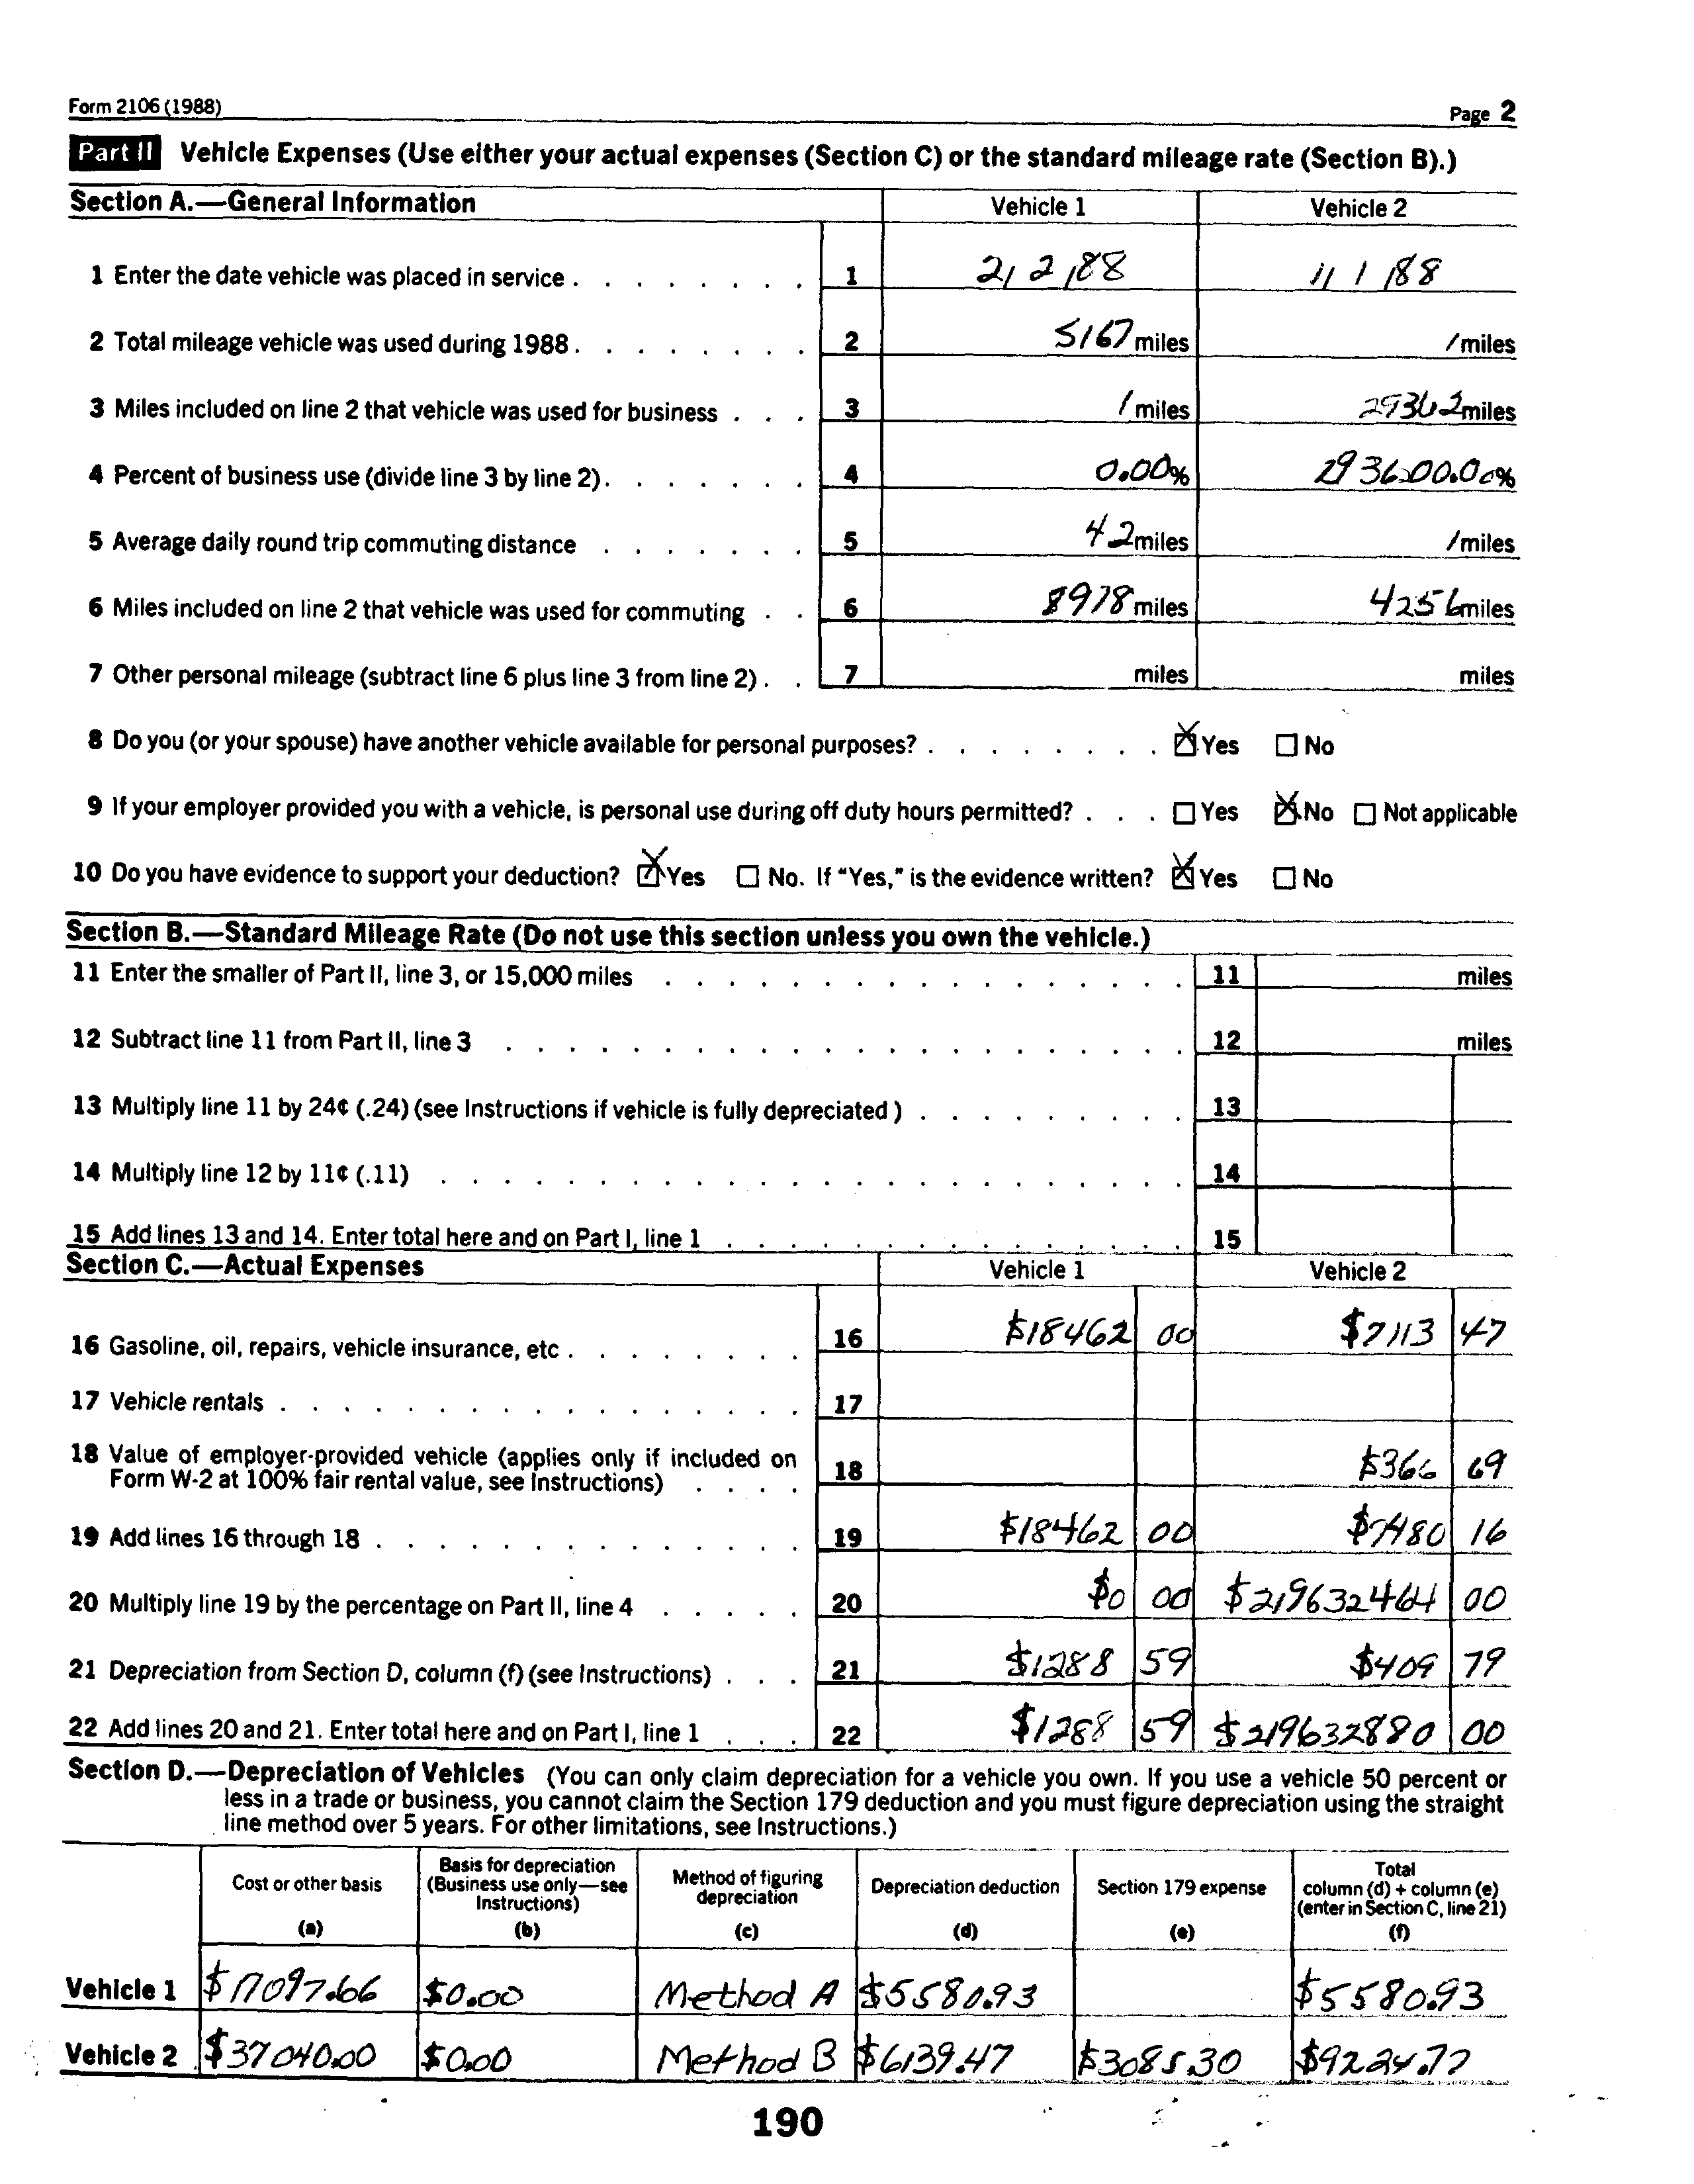 Form 2106 (1988) Page 2
Part II Vehicle Expenses (Use either your actual expenses (Section C) or the standard mileage rate (Section B).)
Section A.—General Information Vehicle 1 Vehicle 2
1 Enter the date vehicle was placed in service . . . . . . . . 1 2/ 2 /88 11/ 1 /88
2 Total mileage vehicle was used during 1988 . . . . . . . . 2 5167 miles 1 miles
3 Miles included on line 2 that vehicle was used for business . . . 3 1 miles 29362 miles
4 Percent of business use (divide line 3 by line 2) . . . . . . . 4 0.00% 2936200.00%
5 Average daily round trip commuting distance . . . . . . . 5 42 miles 1 miles
6 Miles included on line 2 that vehicle was used for commuting . . 6 8978 miles 4256 miles
7 Other personal mileage (subtract line 6 plus line 3 from line 2) . . 7 miles miles
8 Do you (or your spouse) have another vehicle available for personal purposes? . . . . . . . . ☒ Yes ☐ No
9 If your employer provided you with a vehicle, is personal use during off duty hours permitted? . . . ☐ Yes ☒ No ☐ Not applicable
10 Do you have evidence to support your deduction? ☒ Yes ☐ No. If "Yes," is the evidence written? ☒ Yes ☐ No
Section B.—Standard Mileage Rate (Do not use this section unless you own the vehicle.)
11 Enter the smaller of Part II, line 3, or 15,000 miles . . . . . . . . . . . . . . . . . 11 miles
12 Subtract line 11 from Part II, line 3 . . . . . . . . . . . . . . . . . . . . . . 12 miles
13 Multiply line 11 by 24¢ (.24) (see Instructions if vehicle is fully depreciated) . . . . . . . . . 13
14 Multiply line 12 by 11¢ (.11) . . . . . . . . . . . . . . . . . . . . . . . . 14
15 Add lines 13 and 14. Enter total here and on Part I, line 1 . . . . . . . . . . . . . . . 15
Section C.—Actual Expenses Vehicle 1 Vehicle 2
16 Gasoline, oil, repairs, vehicle insurance, etc . . . . . . . . 16 $18462 00 $7113 47
17 Vehicle rentals . . . . . . . . . . . . . . . . . 17
18 Value of employer-provided vehicle (applies only if included on
Form W-2 at 100% fair rental value, see Instructions) . . . . 18 $366 69
19 Add lines 16 through 18 . . . . . . . . . . . . . . 19 $18462 00 $7480 16
20 Multiply line 19 by the percentage on Part II, line 4 . . . . . 20 $0 00 $219632464 00
21 Depreciation from Section D, column (f) (see Instructions) . . . 21 $1288 59 $409 79
22 Add lines 20 and 21. Enter total here and on Part I, line 1 . . . 22 $1288 59 $219632880 00
Section D.—Depreciation of Vehicles (You can only claim depreciation for a vehicle you own. If you use a vehicle 50 percent or
less in a trade or business, you cannot claim the Section 179 deduction and you must figure depreciation using the straight
line method over 5 years. For other limitations, see Instructions.)
Cost or other basis (a)
Basis for depreciation (Business use only—see Instructions) (b)
Method of figuring depreciation (c)
Depreciation deduction (d)
Section 179 expense (e)
Total column (d) + column (e) (enter in Section C, line 21) (f)
Vehicle 1 $17097.66 $0.00 Method A $5580.93 $5580.93
Vehicle 2 $37040.00 $0.00 Method B $6139.47 $3085.30 $9224.77
190